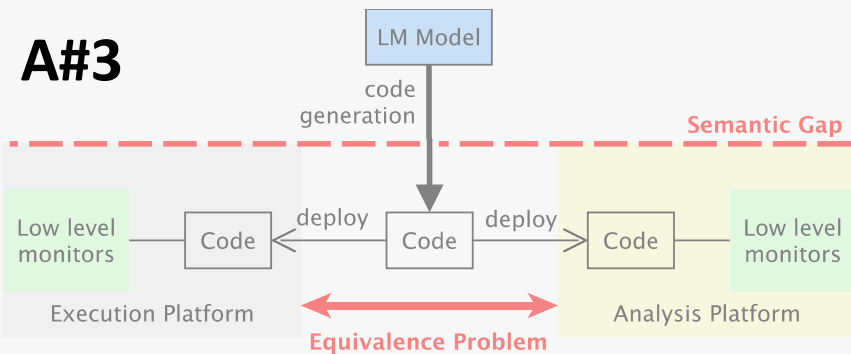 A#3
LM Model
code
generation
Semantic Gap
Low level
monitors
Code
deploy
Code
deploy
Code
Low level
monitors
Execution Platform
Analysis Platform
Equivalence Problem